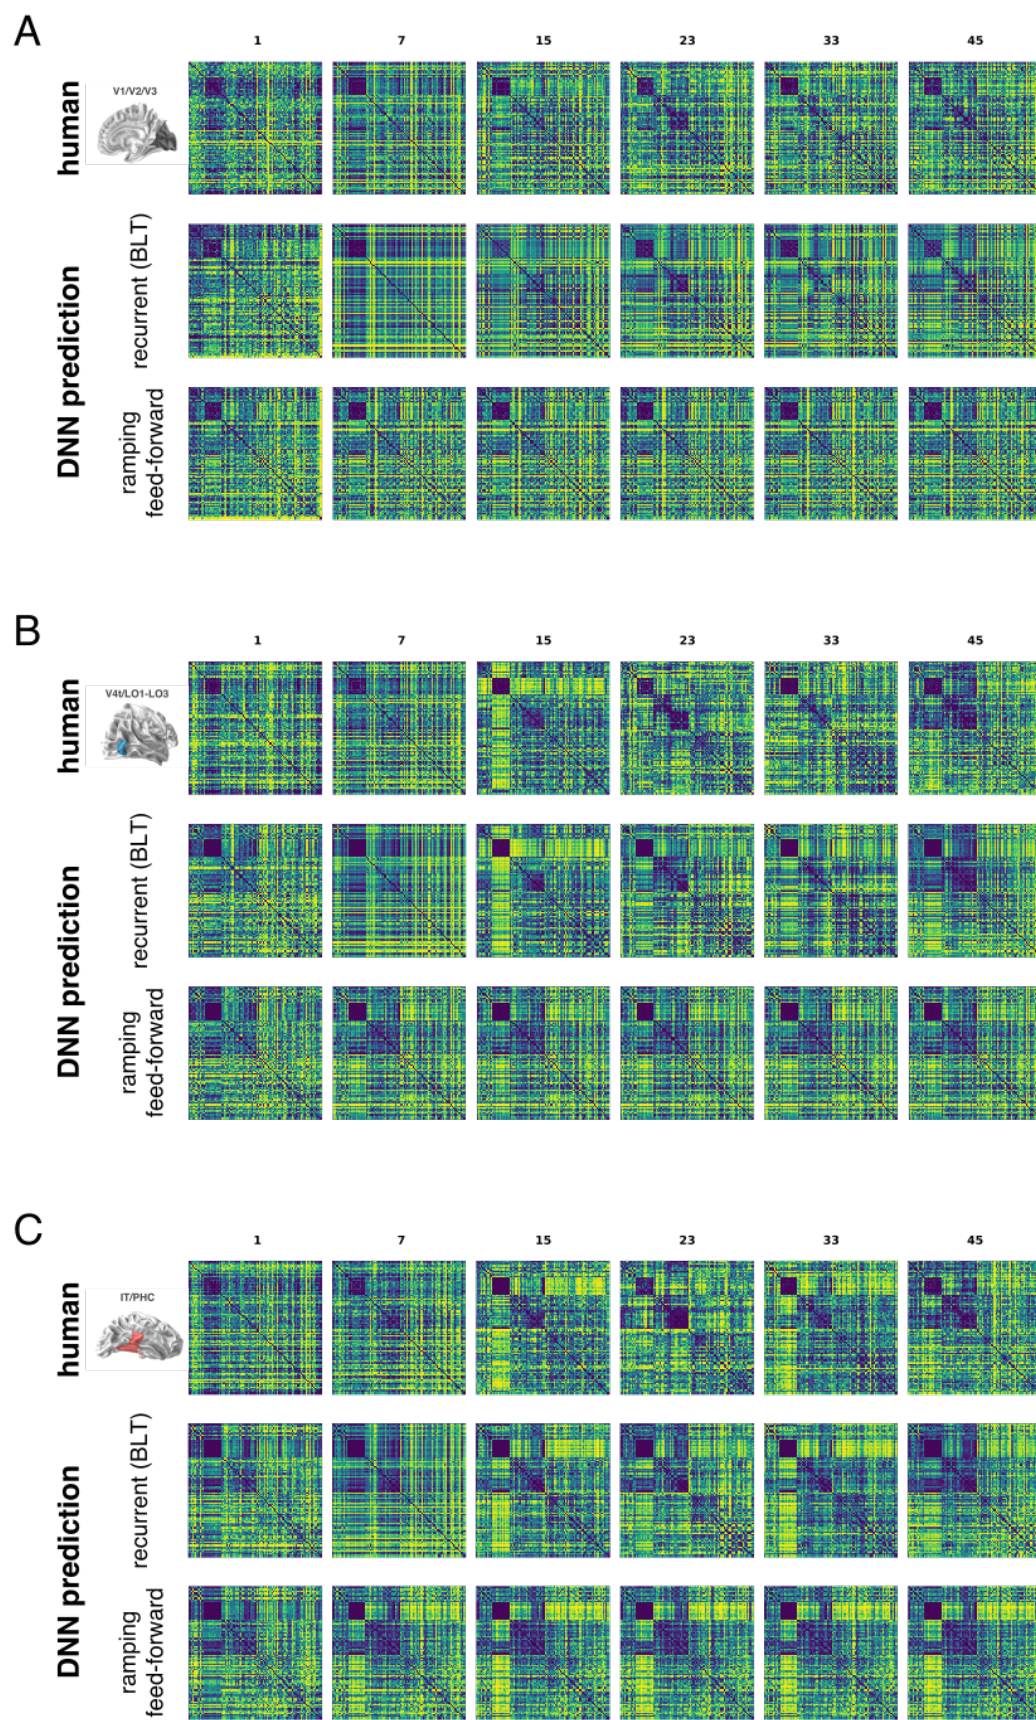 A
1 7 15 23 33 45
human
V1/V2/V3
DNN prediction
recurrent (BLT)
ramping
feed-forward
B
1 7 15 23 33 45
human
V4t/LO1-LO3
DNN prediction
recurrent (BLT)
ramping
feed-forward
C
1 7 15 23 33 45
human
IT/PHC
DNN prediction
recurrent (BLT)
ramping
feed-forward